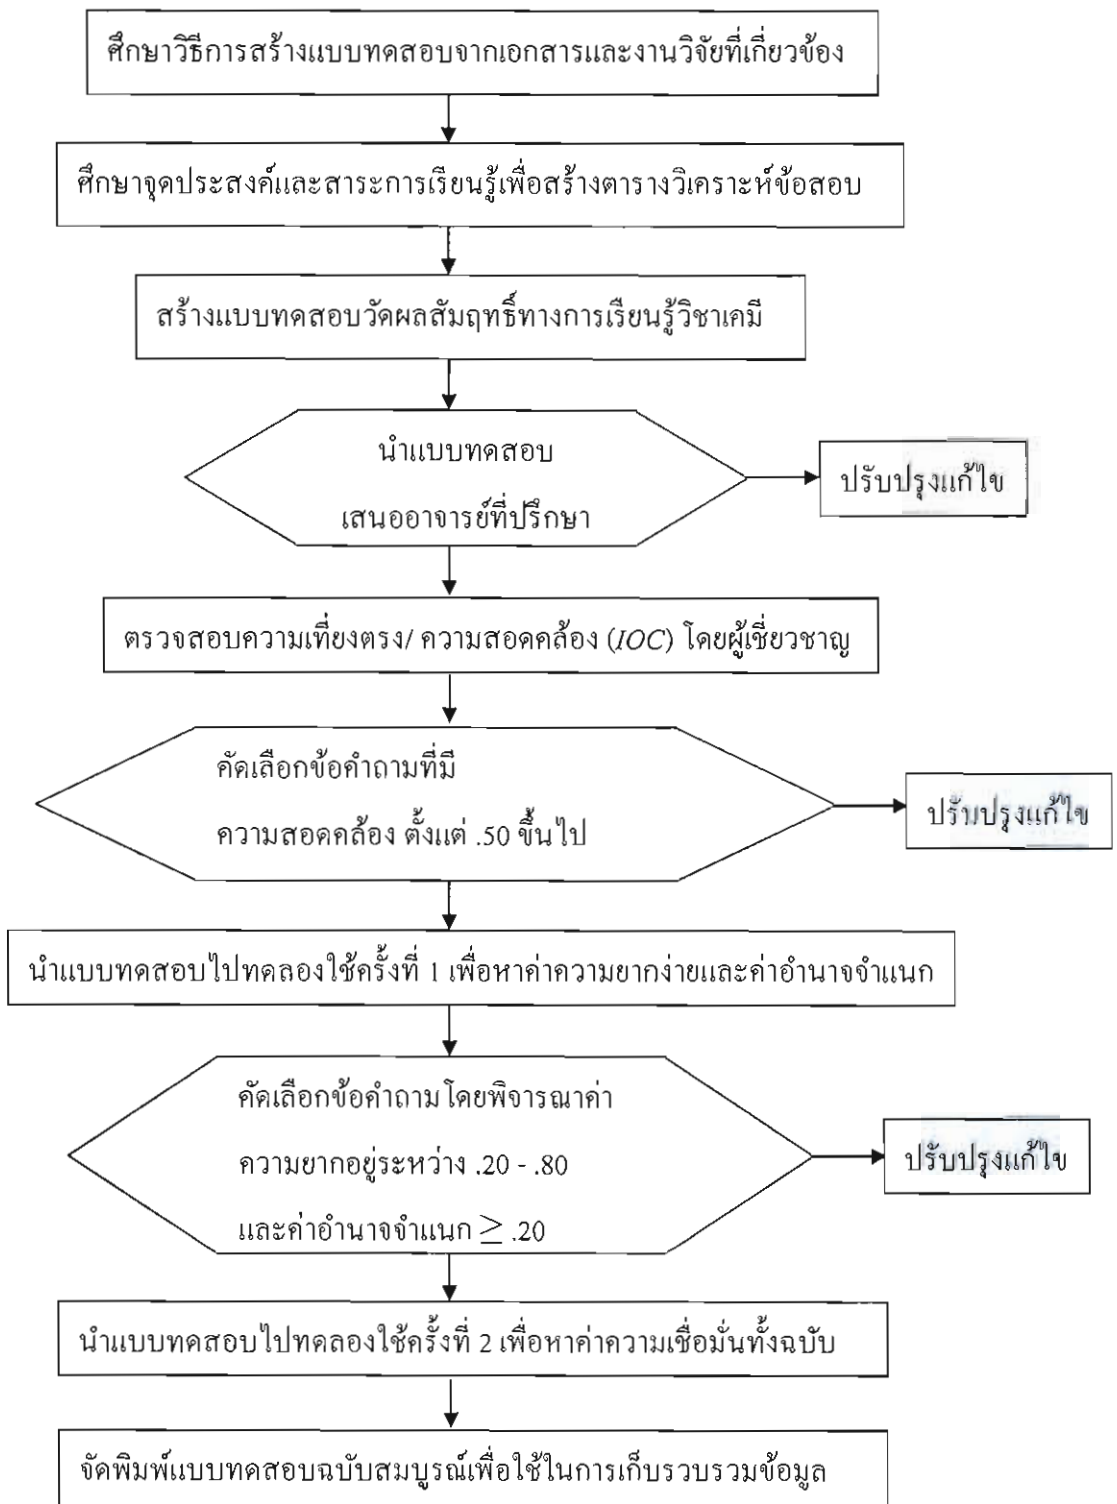 ศึกษาวิธีการสร้างแบบทดสอบจากเอกสารและงานวิจัยที่เกี่ยวข้อง
ศึกษาจุดประสงค์และสาระการเรียนรู้เพื่อสร้างตารางวิเคราะห์ข้อสอบ
สร้างแบบทดสอบวัดผลสัมฤทธิ์ทางการเรียนรู้วิชาเคมี
นำแบบทดสอบ
เสนออาจารย์ที่ปรึกษา
ปรับปรุงแก้ไข
ตรวจสอบความเที่ยงตรง/ ความสอดคล้อง (IOC) โดยผู้เชี่ยวชาญ
คัดเลือกข้อคำถามที่มี
ความสอดคล้อง ตั้งแต่ .50 ขึ้นไป
ปรับปรุงแก้ไข
นำแบบทดสอบไปทดลองใช้ครั้งที่ 1 เพื่อหาค่าความยากง่ายและค่าอำนาจจำแนก
คัดเลือกข้อคำถามโดยพิจารณาค่า
ความยากอยู่ระหว่าง .20 - .80
และค่าอำนาจจำแนก ≥ .20
ปรับปรุงแก้ไข
นำแบบทดสอบไปทดลองใช้ครั้งที่ 2 เพื่อหาค่าความเชื่อมั่นทั้งฉบับ
จัดพิมพ์แบบทดสอบฉบับสมบูรณ์เพื่อใช้ในการเก็บรวบรวมข้อมูล